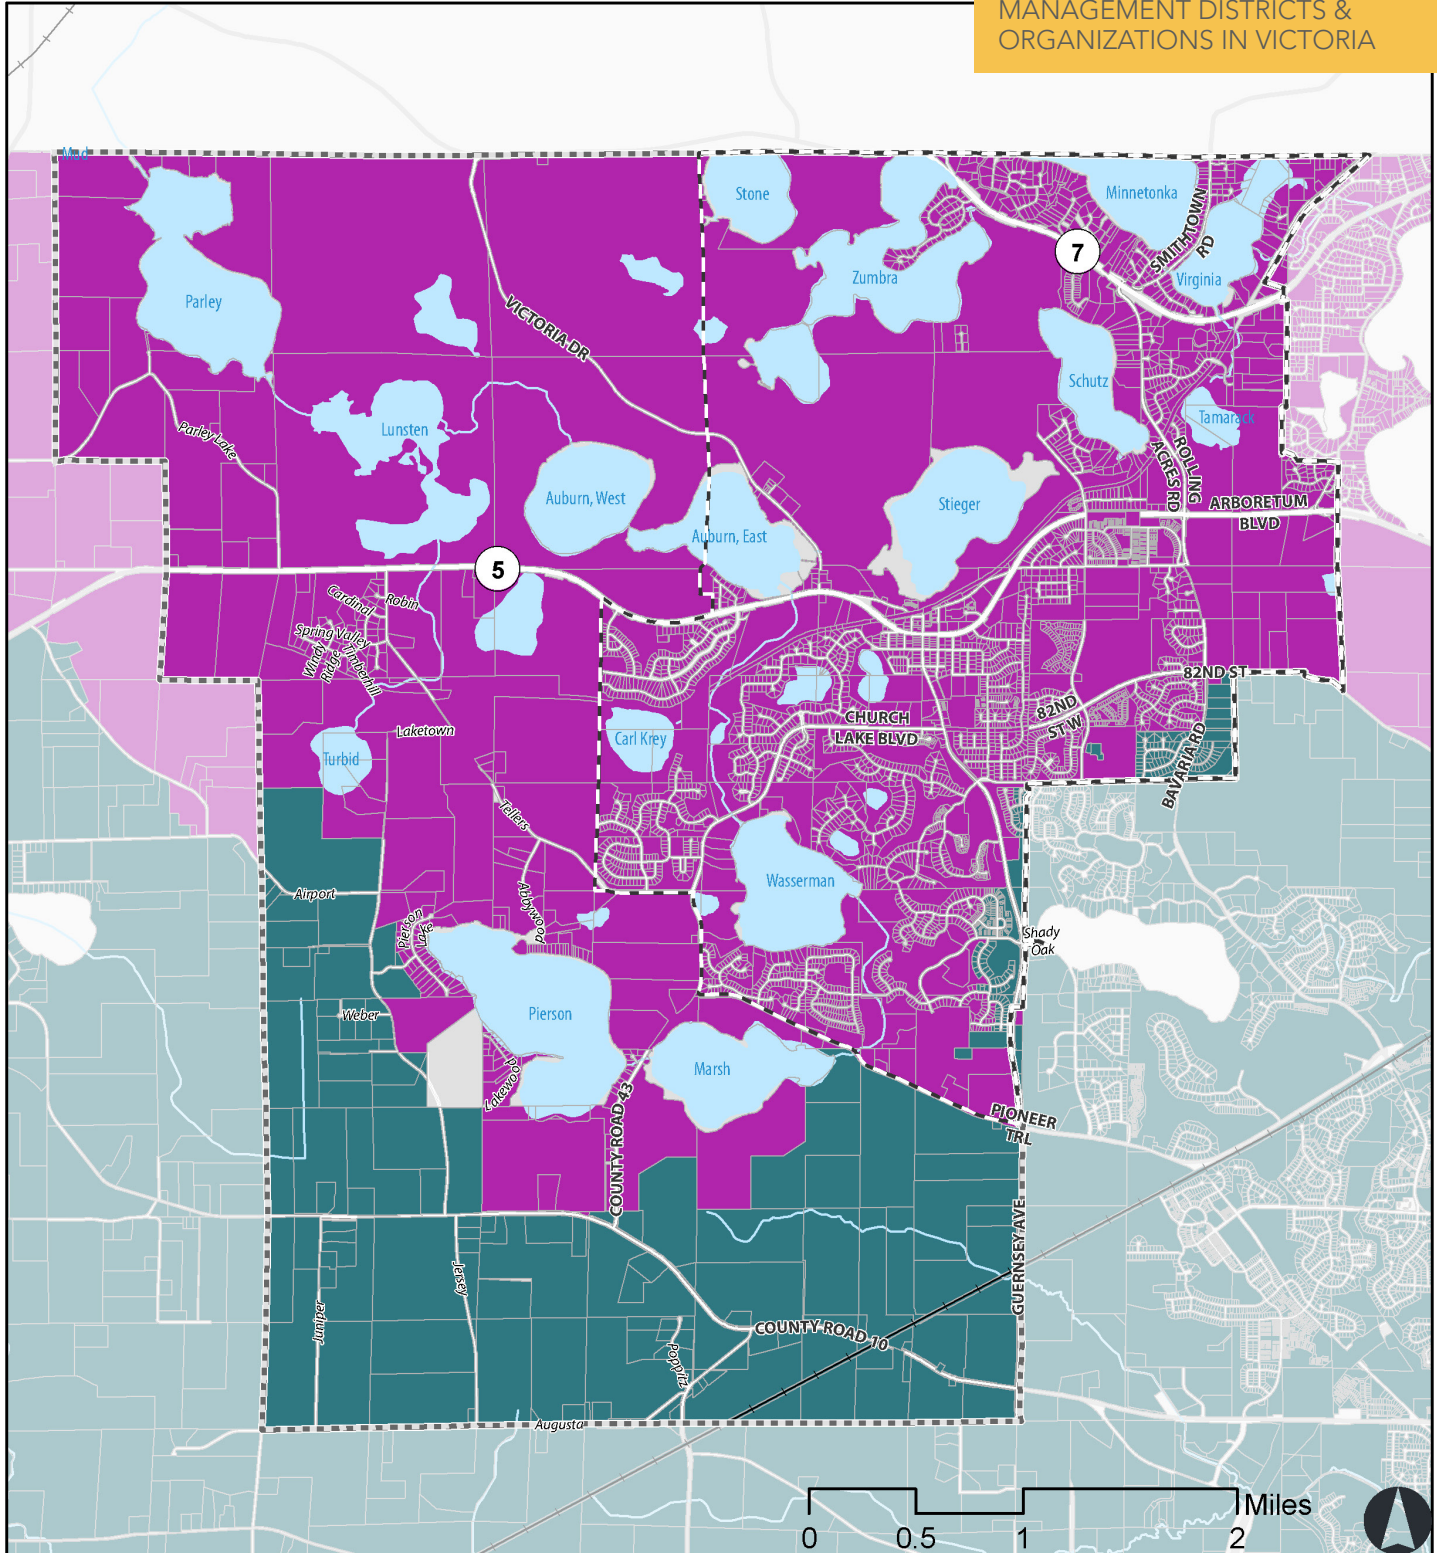 MANAGEMENT DISTRICTS &
ORGANIZATIONS IN VICTORIA
Mud
Stone
Minnetonka
SMITHTOWN
RD
7
Zumbra
Virginia
Parley
VICTORIA DR
Schutz
Tamarack
Lunsten
Parley Lake
ROLLING
ACRES RD
Auburn, West
Stieger
ARBORETUM
BLVD
Auburn, East
5
Cardinal
Robin
Spring Valley
Windy
Ridge
Timberhill
82ND ST
82ND
ST W
CHURCH
LAKE BLVD
Laketown
Carl Krey
Turbid
BAVARIA RD
Tellers
Wasserman
Airport
Abbywood
Pierson
Lake
Shady
Oak
Weber
Pierson
Marsh
Lakewood
COUNTY ROAD 43
PIONEER
TRL
GUERNSEY AVE
Jersey
Juniper
COUNTY ROAD 10
Poppitz
Augusta
Miles
0 0.5 1 2